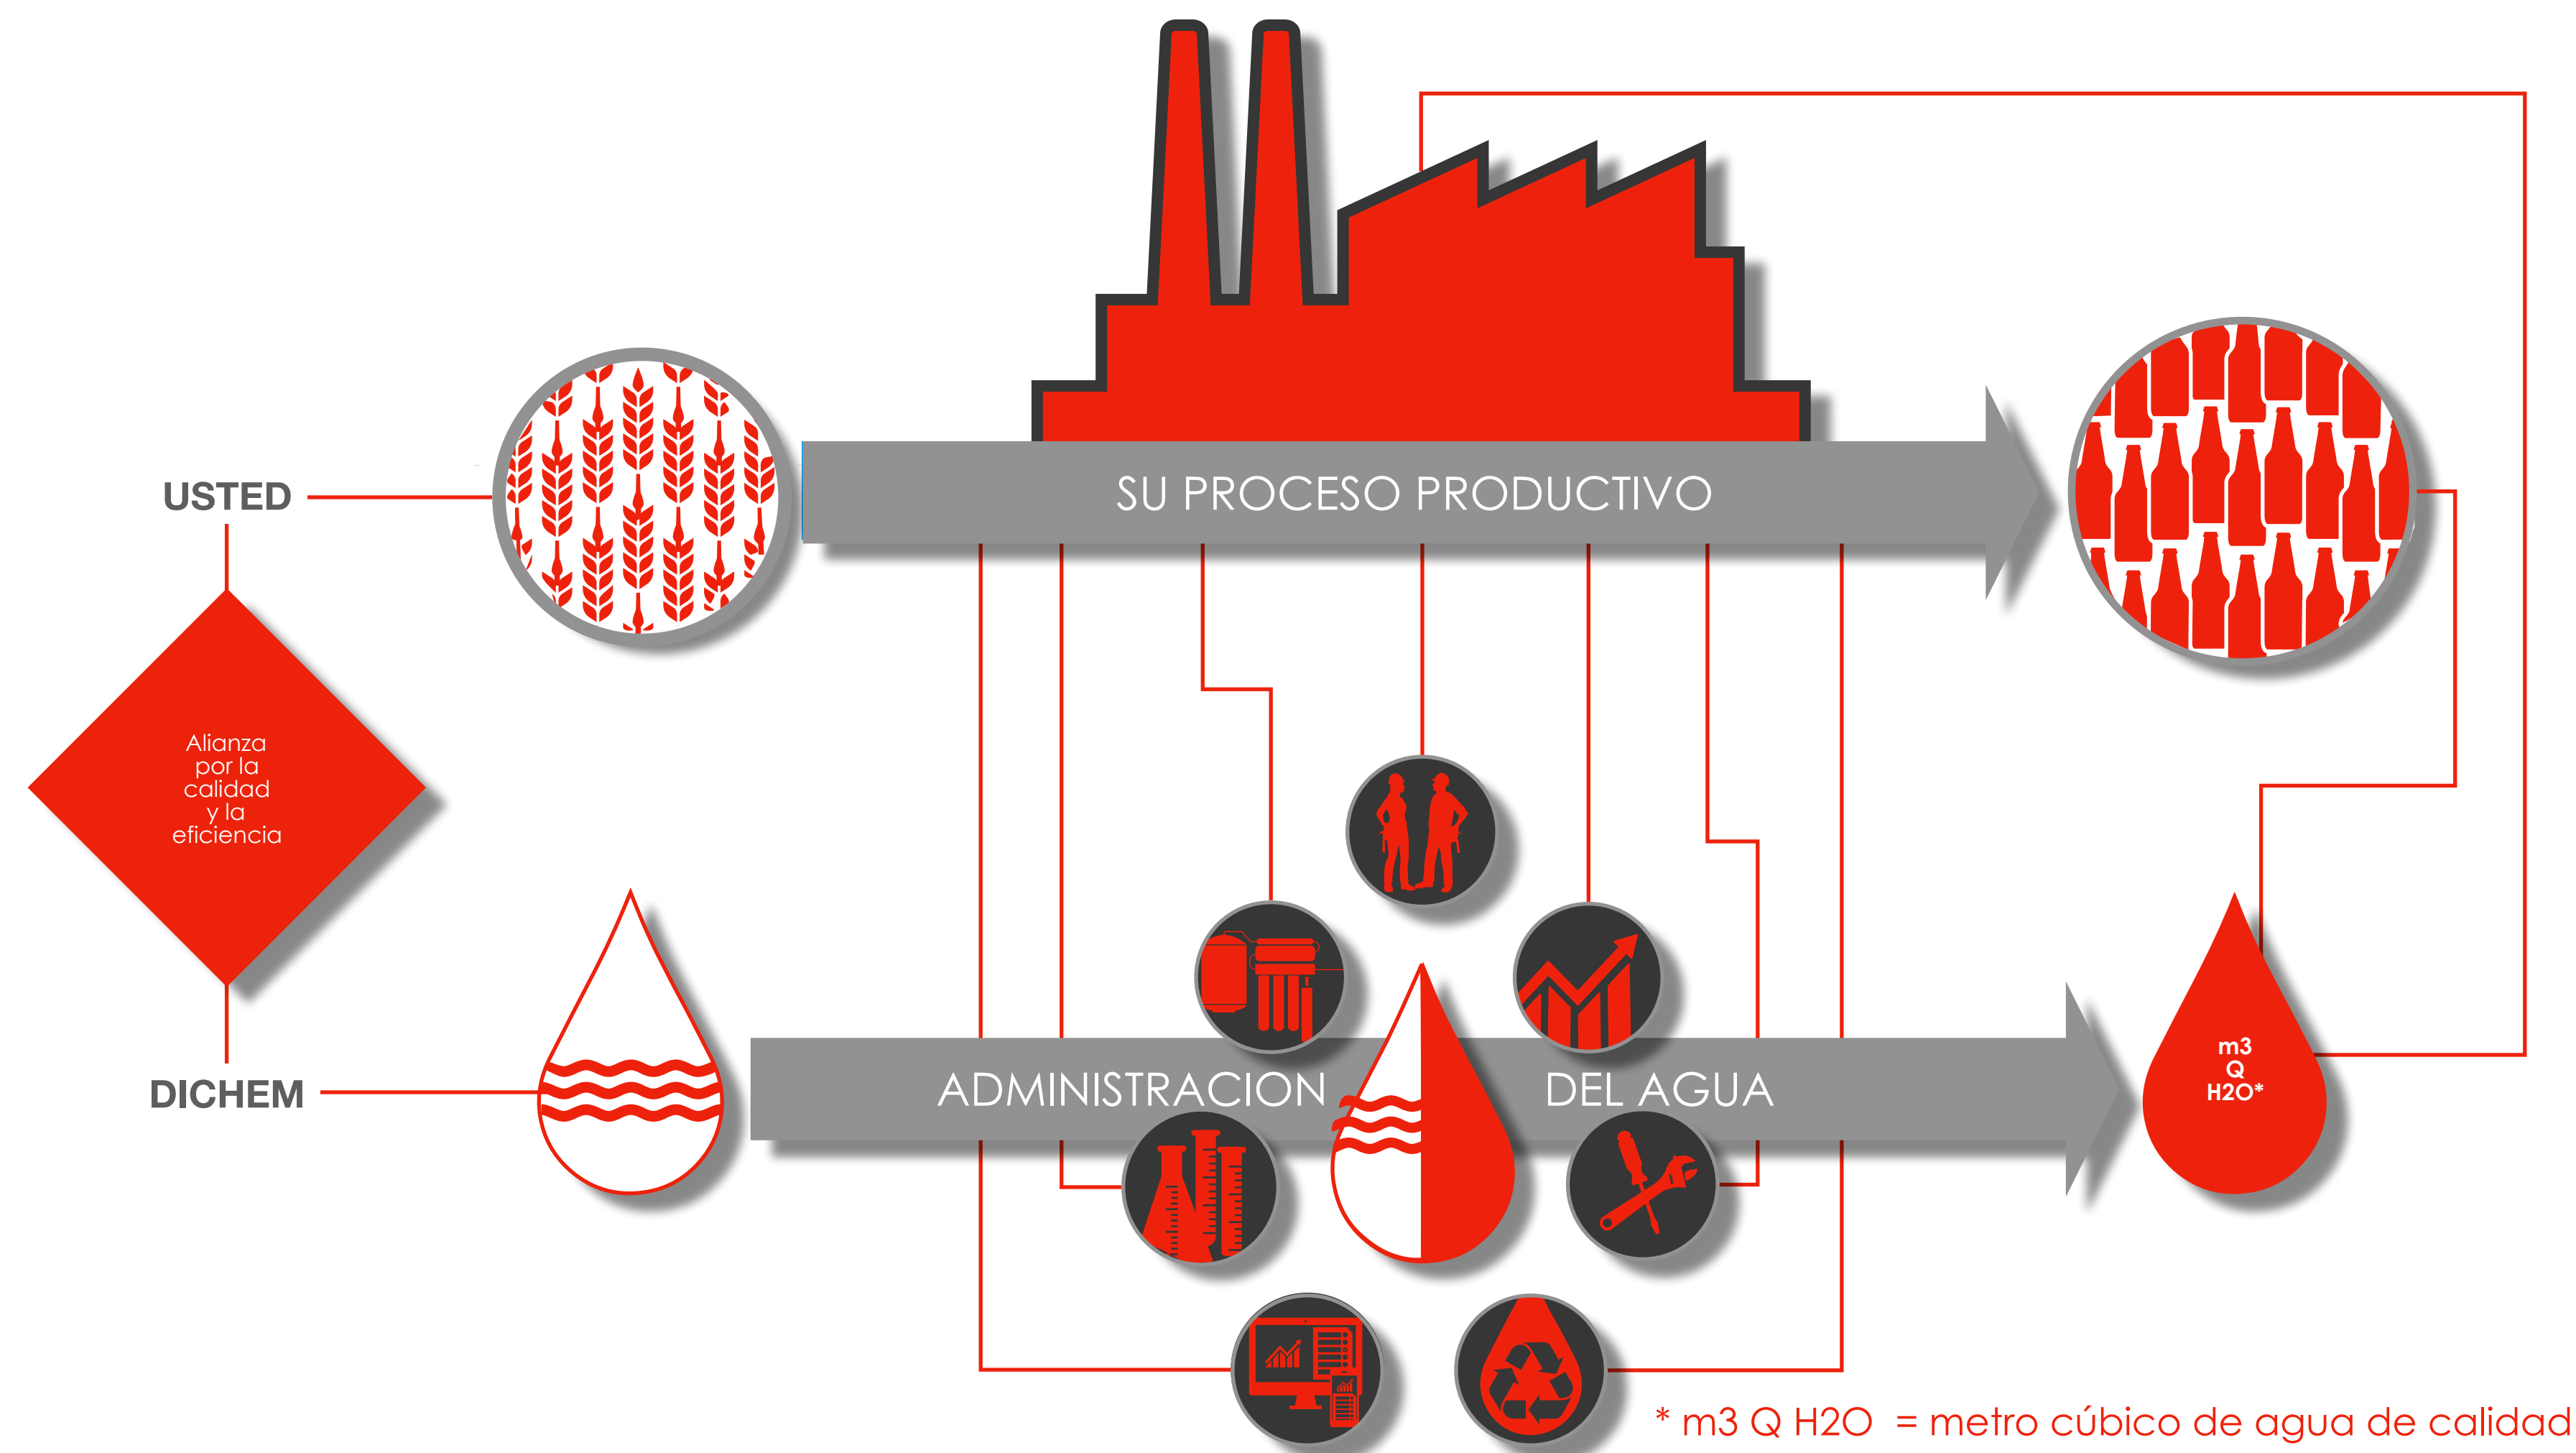 SU PROCESO PRODUCTIVO
USTED
Alianza
por la
calidad
y la
eficiencia
DICHEM
ADMINISTRACION DEL AGUA
m3
Q
H2O*
* m3 Q H2O = metro cúbico de agua de calidad